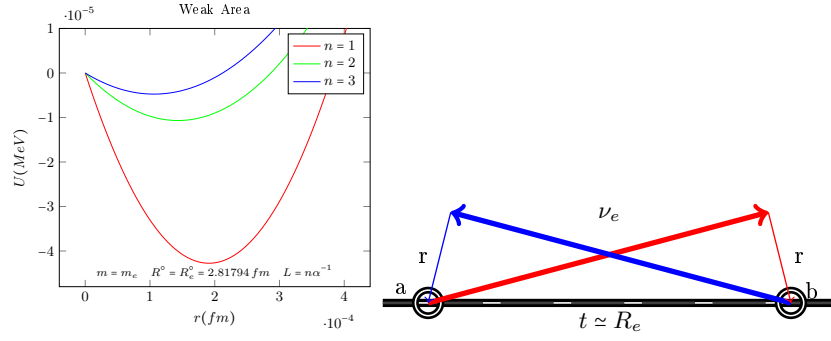 Weak Area
·10⁻⁵
1
0
−1
−2
−3
−4
U(MeV)
n = 1
n = 2
n = 3
m = mₑ R° = R°ₑ = 2.81794 fm L = nα⁻¹
0 1 2 3 4
r(fm)
·10⁻⁴
νₑ
r r
a b
t ≃ Rₑ